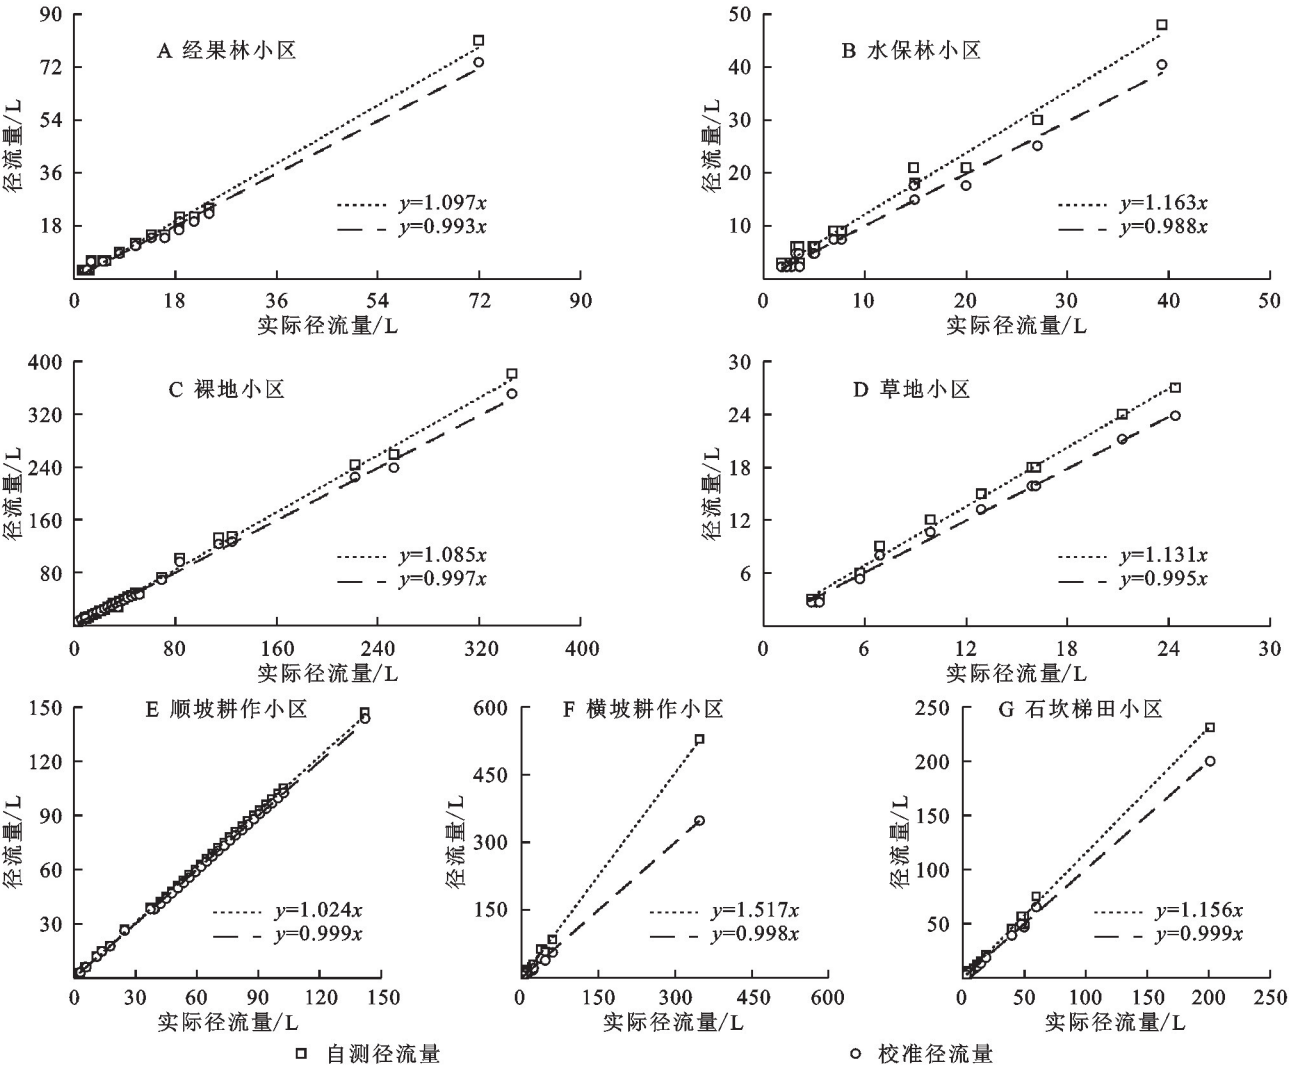 A 经果林小区
径流量/L
90
72
54
36
18
y=1.097x
y=0.993x
0 18 36 54 72 90
实际径流量/L
B 水保林小区
径流量/L
50
40
30
20
10
y=1.163x
y=0.988x
0 10 20 30 40 50
实际径流量/L
C 裸地小区
径流量/L
400
320
240
160
80
y=1.085x
y=0.997x
0 80 160 240 320 400
实际径流量/L
D 草地小区
径流量/L
30
24
18
12
6
y=1.131x
y=0.995x
0 6 12 18 24 30
实际径流量/L
E 顺坡耕作小区
径流量/L
150
120
90
60
30
y=1.024x
y=0.999x
0 30 60 90 120 150
实际径流量/L
F 横坡耕作小区
径流量/L
600
450
300
150
y=1.517x
y=0.998x
0 150 300 450 600
实际径流量/L
G 石坎梯田小区
径流量/L
250
200
150
100
50
y=1.156x
y=0.999x
0 50 100 150 200 250
实际径流量/L
自测径流量
校准径流量